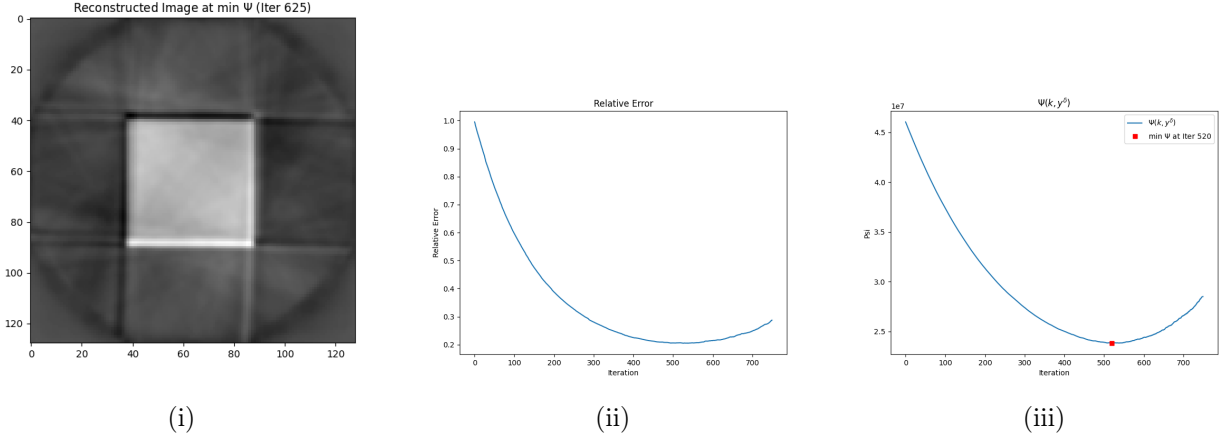 Reconstructed Image at min Ψ (Iter 625)
0
20
40
60
80
100
120
0 20 40 60 80 100 120
(i)
Relative Error
Relative Error
1.0
0.9
0.8
0.7
0.6
0.5
0.4
0.3
0.2
0 100 200 300 400 500 600 700
Iteration
(ii)
Ψ(k, y^δ)
1e7
Psi
4.5
4.0
3.5
3.0
2.5
Ψ(k, y^δ)
min Ψ at Iter 520
0 100 200 300 400 500 600 700
Iteration
(iii)